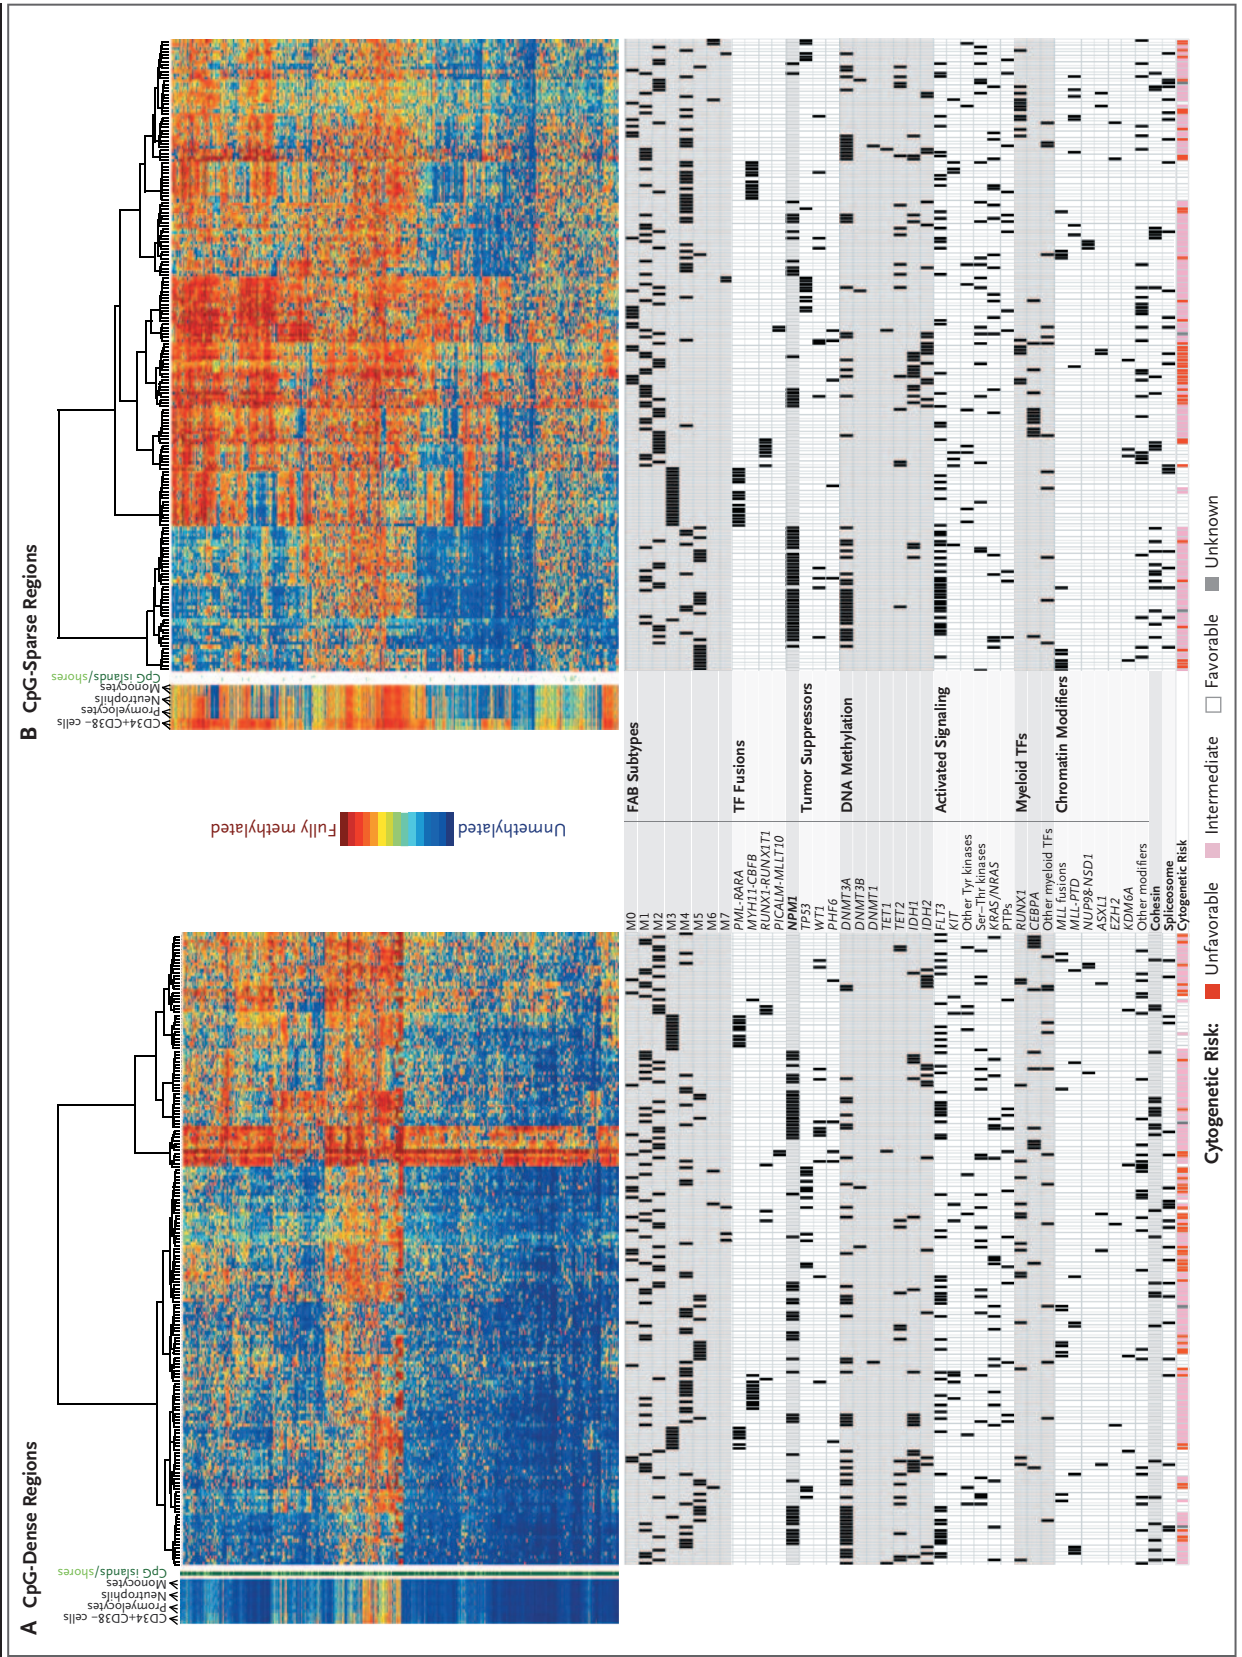 A CpG-Dense Regions
CD34+CD38− cells
Promyelocytes
Neutrophils
Monocytes
CpG islands/shores
Fully methylated
Unmethylated
B CpG-Sparse Regions
CD34+CD38− cells
Promyelocytes
Neutrophils
Monocytes
CpG islands/shores
FAB Subtypes
M0
M1
M2
M3
M4
M5
M6
M7
TF Fusions
PML-RARA
MYH11-CBFB
RUNX1-RUNX1T1
PICALM-MLLT10
NPM1
Tumor Suppressors
TP53
WT1
PHF6
DNA Methylation
DNMT3A
DNMT3B
DNMT1
TET1
TET2
IDH1
IDH2
Activated Signaling
FLT3
KIT
Other Tyr kinases
Ser–Thr kinases
KRAS/NRAS
PTPs
Myeloid TFs
RUNX1
CEBPA
Other myeloid TFs
Chromatin Modifiers
MLL fusions
MLL-PTD
NUP98-NSD1
ASXL1
EZH2
KDM6A
Other modifiers
Cohesin
Spliceosome
Cytogenetic Risk
Cytogenetic Risk: Unfavorable Intermediate Favorable Unknown